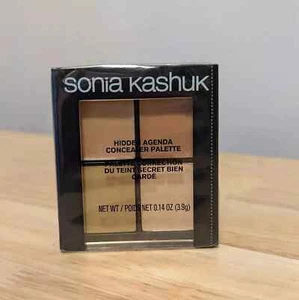 sonia kashuk
HIDDEN AGENDA
CONCEALER PALETTE
PALETTE CORRECTION
DU TEINT SECRET BIEN
GARDÉ
NET WT / POIDS NET 0.14 OZ (3.9g)